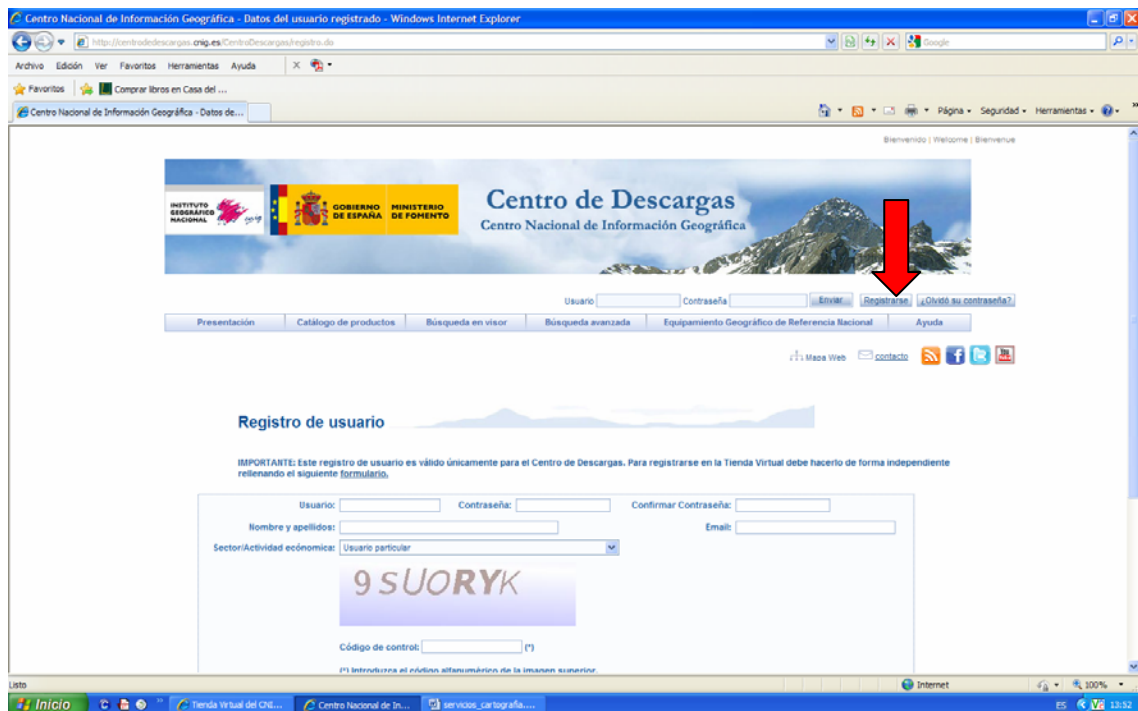 Centro Nacional de Información Geográfica - Datos del usuario registrado - Windows Internet Explorer
http://centrodedescargas.cnig.es/CentroDescargas/registro.do
Google
Archivo Edición Ver Favoritos Herramientas Ayuda X
Favoritos Comprar libros en Casa del ...
Centro Nacional de Información Geográfica - Datos de...
Página Seguridad Herramientas
Bienvenido | Welcome | Bienvenue
INSTITUTO GEOGRÁFICO NACIONAL cnig
GOBIERNO DE ESPAÑA
MINISTERIO DE FOMENTO
Centro de Descargas
Centro Nacional de Información Geográfica
Usuario Contraseña Enviar Registrarse ¿Olvidó su contraseña?
Presentación Catálogo de productos Búsqueda en visor Búsqueda avanzada Equipamiento Geográfico de Referencia Nacional Ayuda
Mapa Web contacto
Registro de usuario
IMPORTANTE: Este registro de usuario es válido únicamente para el Centro de Descargas. Para registrarse en la Tienda Virtual debe hacerlo de forma independiente
rellenando el siguiente formulario.
Usuario: Contraseña: Confirmar Contraseña:
Nombre y apellidos: Email:
Sector/Actividad ecónomica: Usuario particular
9SUORYK
Código de control: (*)
(*) Introduzca el código alfanumérico de la imagen superior.
Listo Internet 100%
Inicio Tienda Virtual del CNI... Centro Nacional de In... servicios_cartografia.... ES 13:52